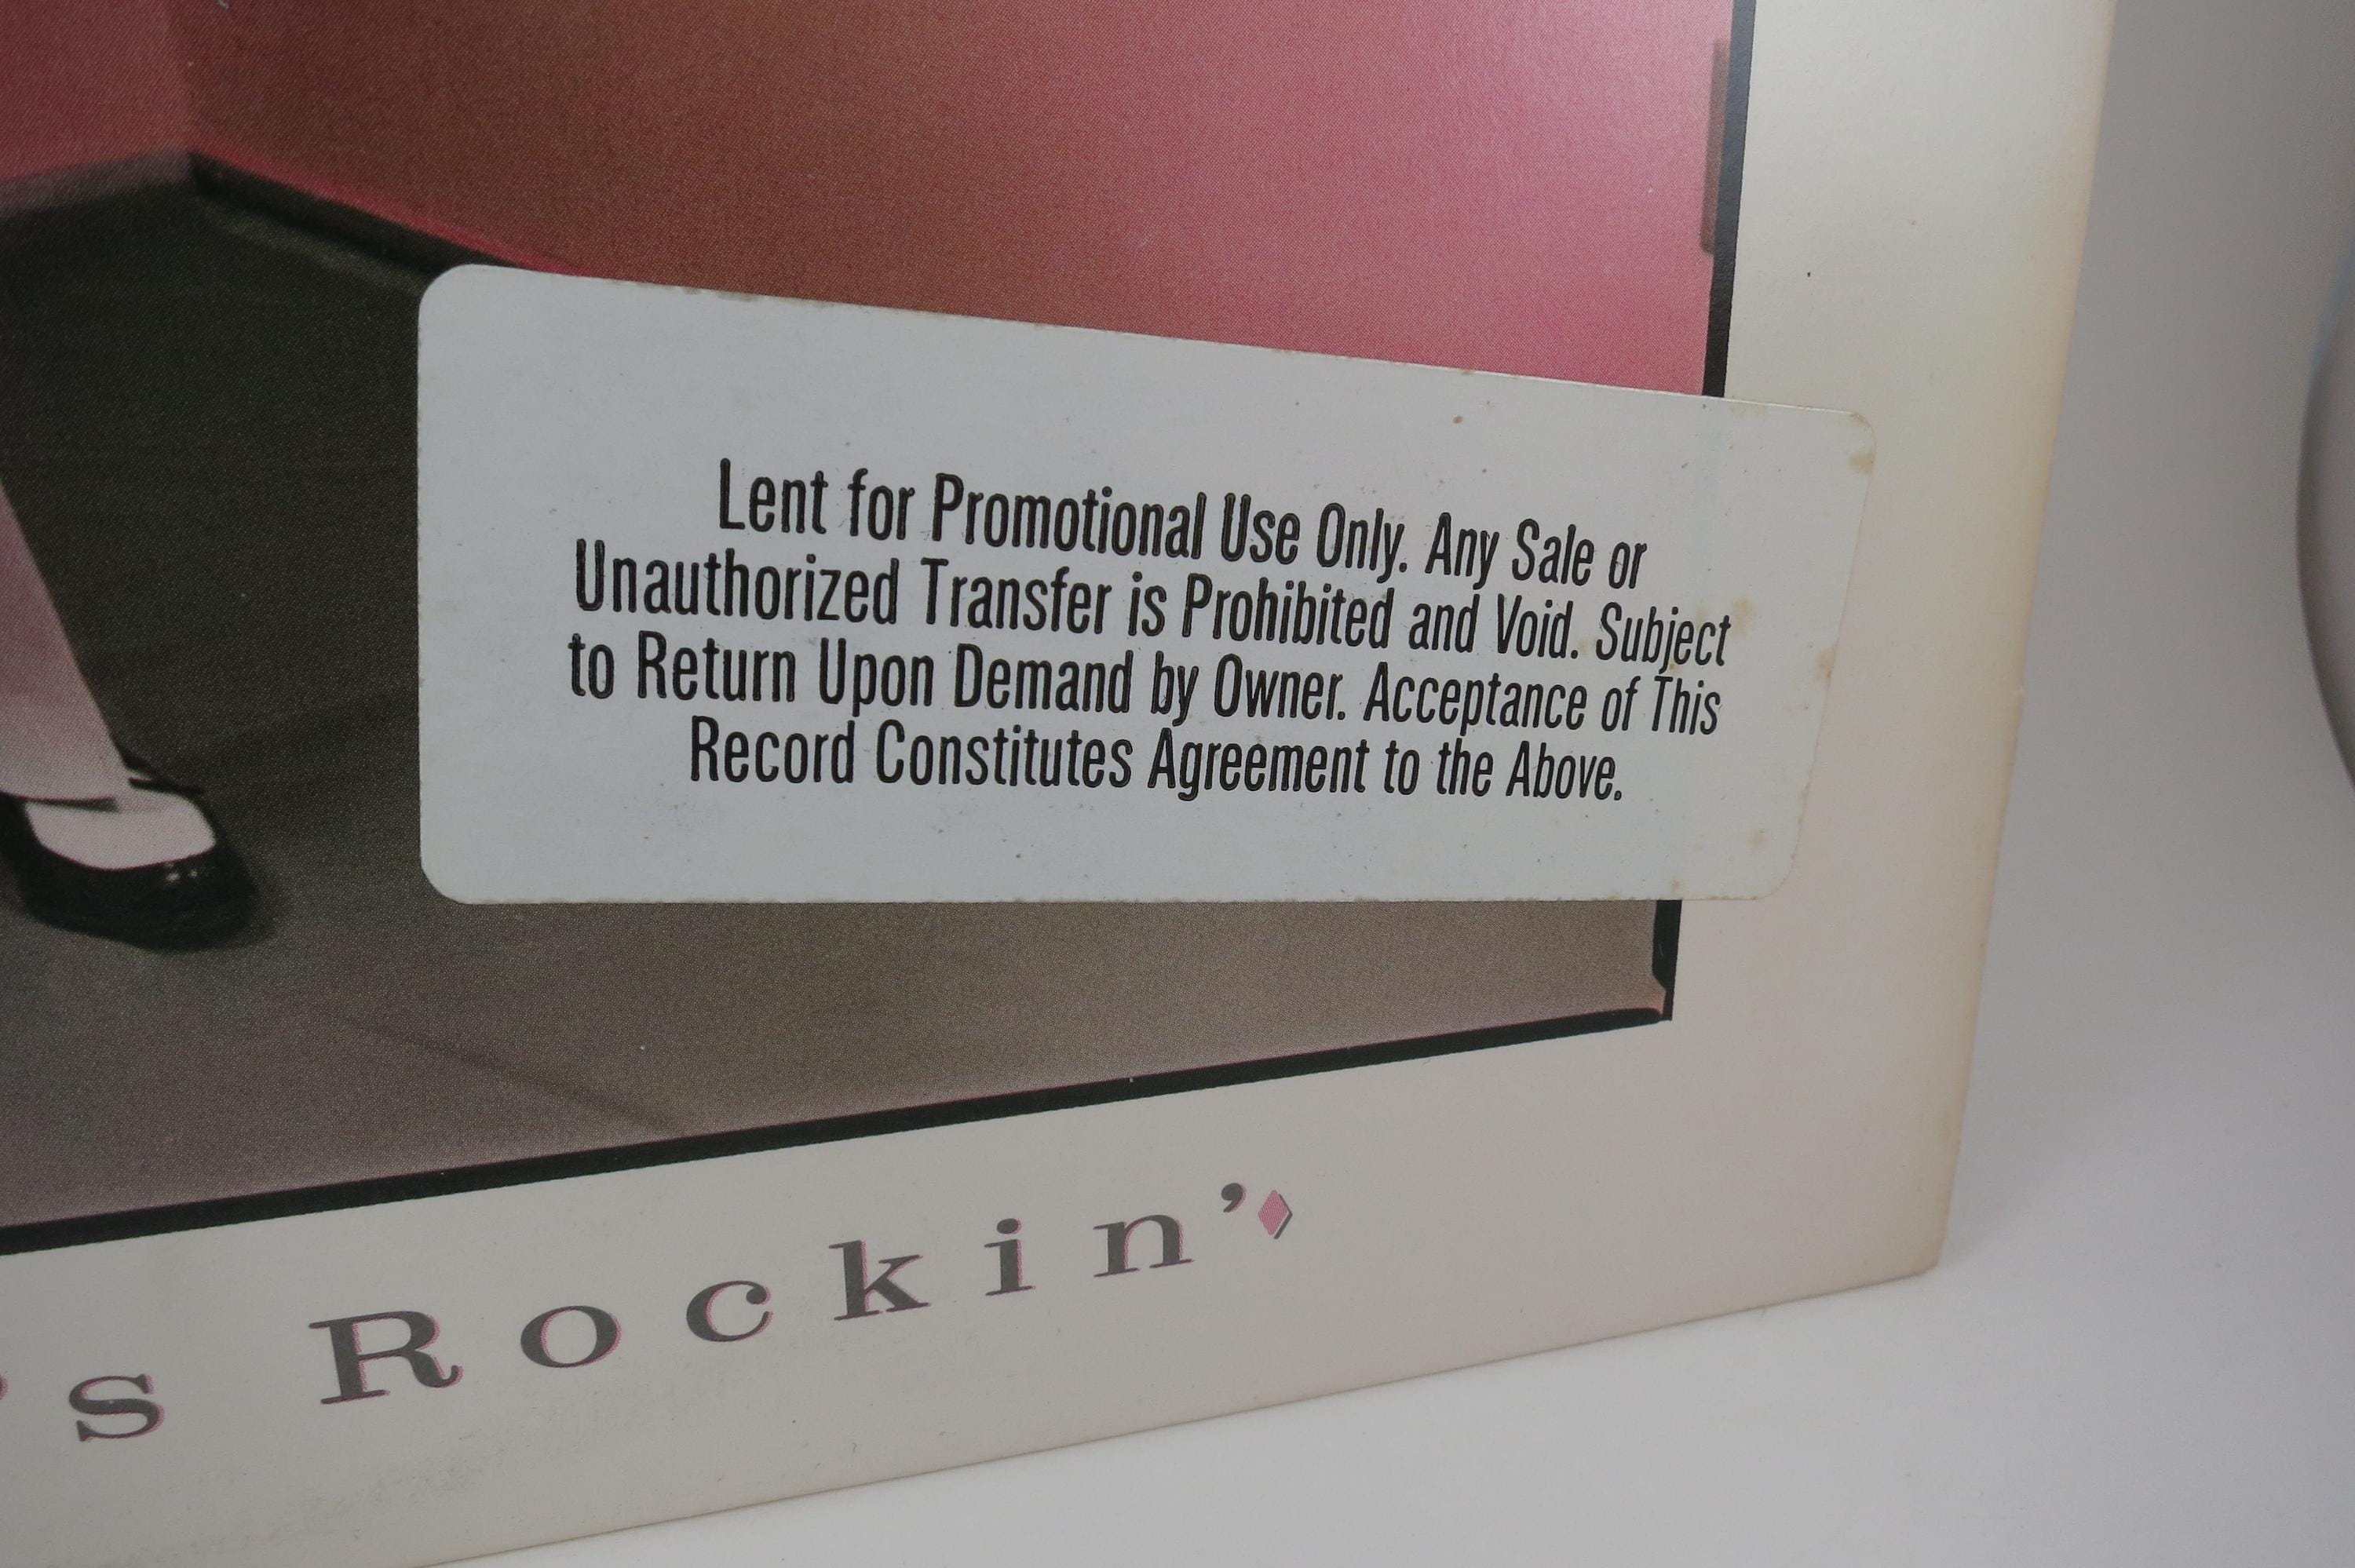 Lent for Promotional Use Only. Any Sale or
Unauthorized Transfer is Prohibited and Void. Subject
to Return Upon Demand by Owner. Acceptance of This
Record Constitutes Agreement to the Above.
's Rockin'